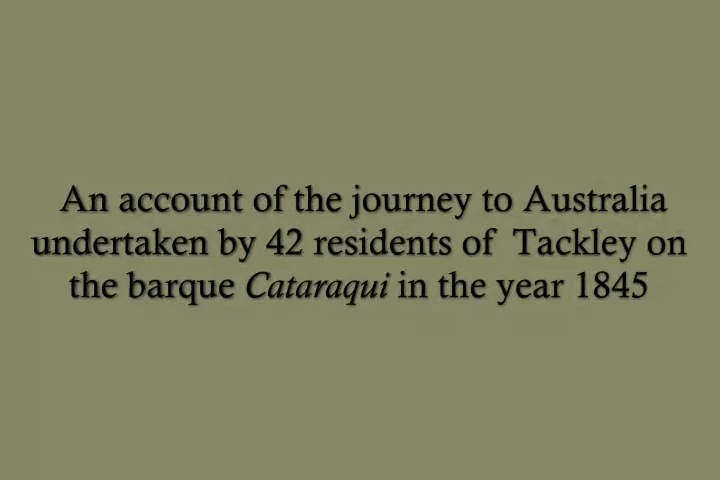 An account of the journey to Australia
undertaken by 42 residents of  Tackley on
the barque Cataraqui in the year 1845